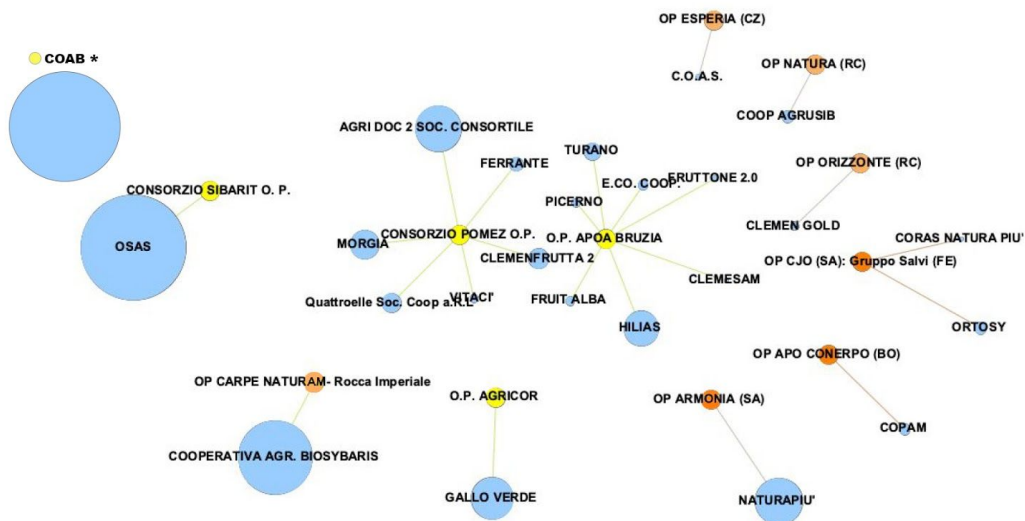 OP ESPERIA (CZ)
COAB *
OP NATURA (RC)
C.O.A.S.
COOP AGRUSIB
AGRI DOC 2 SOC. CONSORTILE
TURANO
FERRANTE
OP ORIZZONTE (RC)
E.CO. COOP.
FRUTTONE 2.0
CONSORZIO SIBARIT O. P.
PICERNO
CLEMEN GOLD
CORAS NATURA PIU'
CONSORZIO POMEZ O.P.
O.P. APOA BRUZIA
MORGIA
OSAS
CLEMENFRUTTA 2
OP CJO (SA): Gruppo Salvi (FE)
CLEMESAM
Quattroelle Soc. Coop a.R.L
VITACI'
FRUIT ALBA
HILIAS
ORTOSY
OP APO CONERPO (BO)
OP CARPE NATURAM- Rocca Imperiale
O.P. AGRICOR
OP ARMONIA (SA)
COPAM
COOPERATIVA AGR. BIOSYBARIS
GALLO VERDE
NATURAPIU'